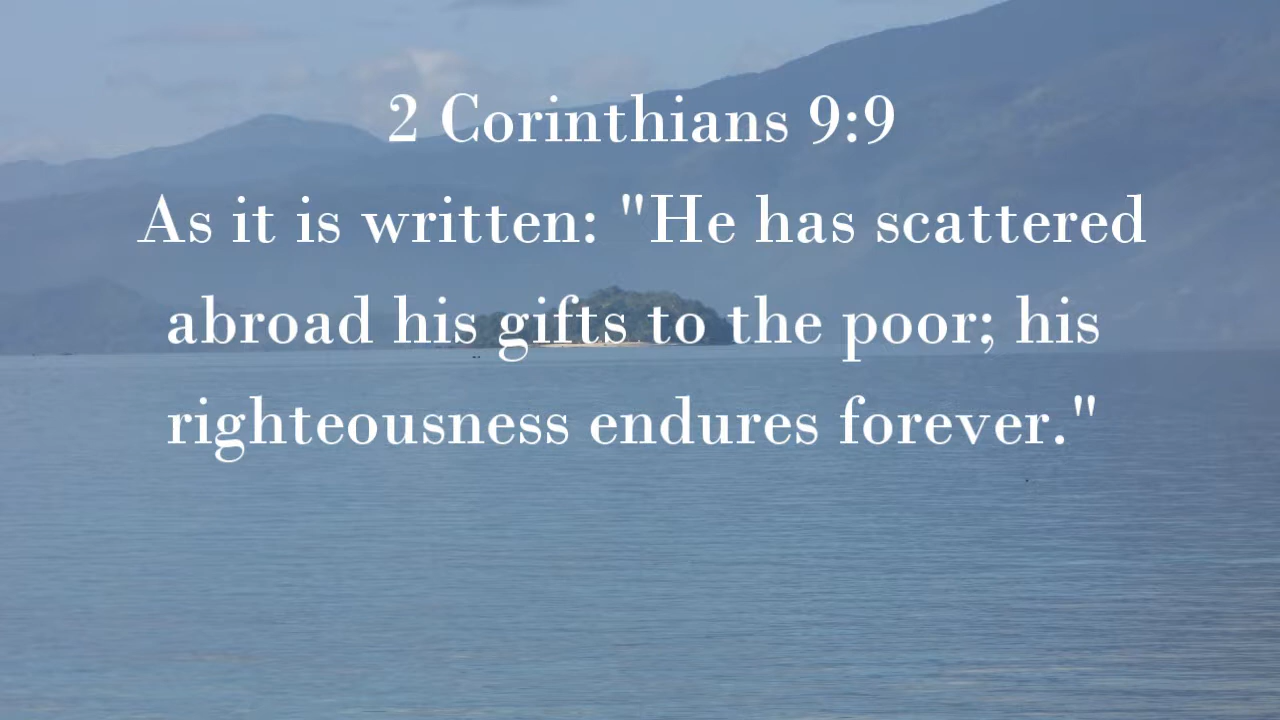 2 Corinthians 9:9
As it is written: "He has scattered
abroad his gifts to the poor; his
righteousness endures forever."